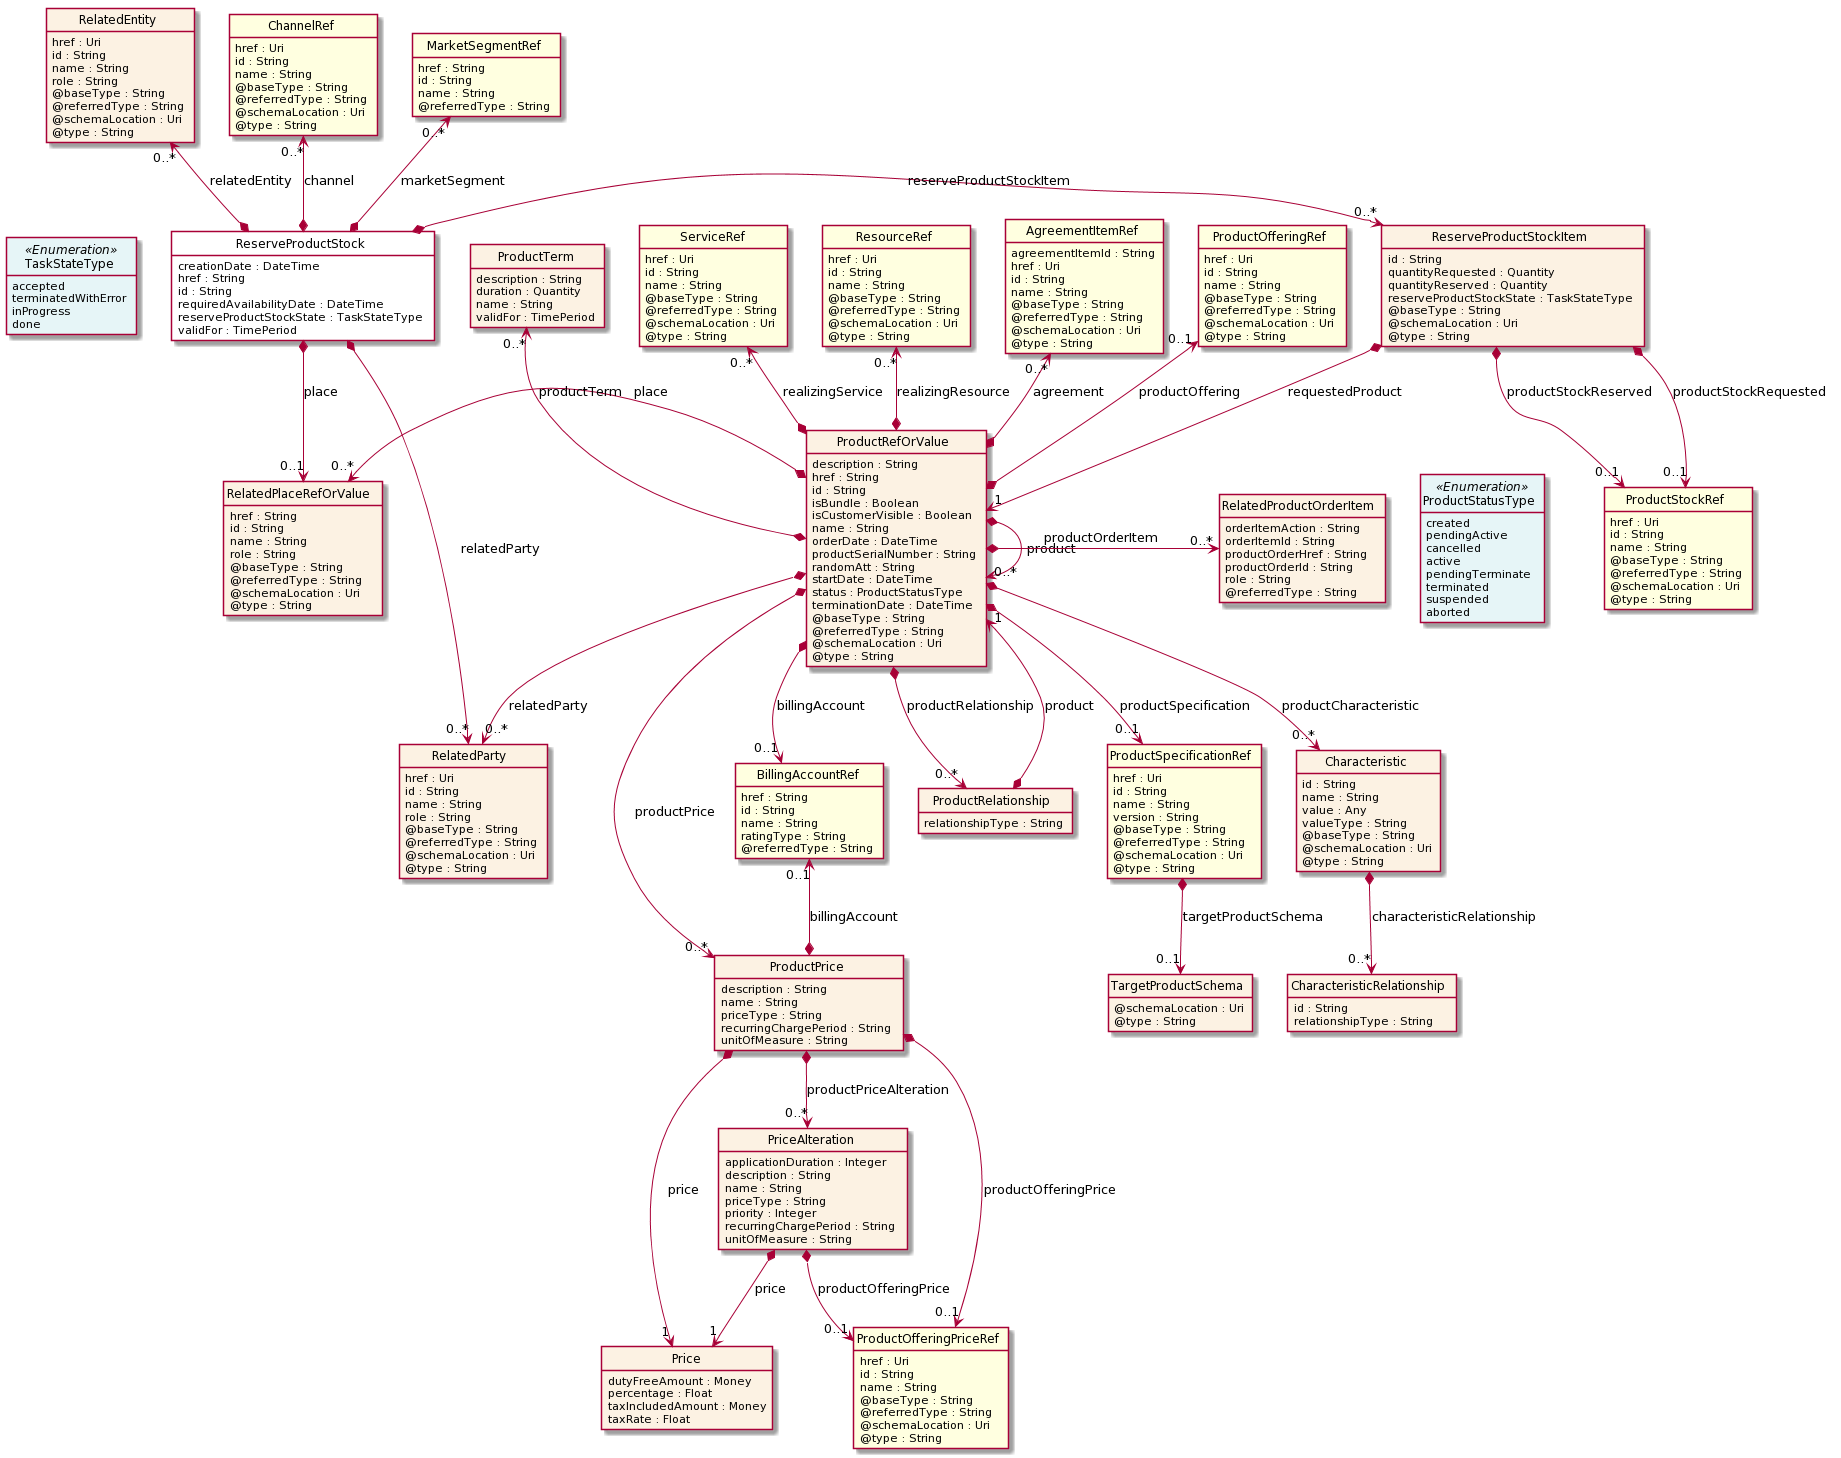 RelatedEntity
href : Uri
id : String
name : String
role : String
@baseType : String
@referredType : String
@schemaLocation : Uri
@type : String
0..*
relatedEntity
ChannelRef
href : Uri
id : String
name : String
@baseType : String
@referredType : String
@schemaLocation : Uri
@type : String
0..*
channel
MarketSegmentRef
href : String
id : String
name : String
@referredType : String
0..*
marketSegment
reserveProductStockItem
0..*
«Enumeration»
TaskStateType
accepted
terminatedWithError
inProgress
done
ReserveProductStock
creationDate : DateTime
href : String
id : String
requiredAvailabilityDate : DateTime
reserveProductStockState : TaskStateType
validFor : TimePeriod
ProductTerm
description : String
duration : Quantity
name : String
validFor : TimePeriod
0..*
ServiceRef
href : Uri
id : String
name : String
@baseType : String
@referredType : String
@schemaLocation : Uri
@type : String
0..*
ResourceRef
href : Uri
id : String
name : String
@baseType : String
@referredType : String
@schemaLocation : Uri
@type : String
0..*
AgreementItemRef
agreementItemId : String
href : Uri
id : String
name : String
@baseType : String
@referredType : String
@schemaLocation : Uri
@type : String
0..*
ProductOfferingRef
href : Uri
id : String
name : String
@baseType : String
@referredType : String
@schemaLocation : Uri
@type : String
0..1
ReserveProductStockItem
id : String
quantityRequested : Quantity
quantityReserved : Quantity
reserveProductStockState : TaskStateType
@baseType : String
@schemaLocation : Uri
@type : String
place
productTerm
place
realizingService
realizingResource
agreement
productOffering
requestedProduct
productStockReserved
productStockRequested
0..1
0..*
0..1
0..1
1
RelatedPlaceRefOrValue
href : String
id : String
name : String
role : String
@baseType : String
@referredType : String
@schemaLocation : Uri
@type : String
relatedParty
ProductRefOrValue
description : String
href : String
id : String
isBundle : Boolean
isCustomerVisible : Boolean
name : String
orderDate : DateTime
productSerialNumber : String
randomAtt : String
startDate : DateTime
status : ProductStatusType
terminationDate : DateTime
@baseType : String
@referredType : String
@schemaLocation : Uri
@type : String
product
0..*
productOrderItem
0..*
1
RelatedProductOrderItem
orderItemAction : String
orderItemId : String
productOrderHref : String
productOrderId : String
role : String
@referredType : String
«Enumeration»
ProductStatusType
created
pendingActive
cancelled
active
pendingTerminate
terminated
suspended
aborted
ProductStockRef
href : Uri
id : String
name : String
@baseType : String
@referredType : String
@schemaLocation : Uri
@type : String
relatedParty
billingAccount
productRelationship
product
productSpecification
productCharacteristic
0..*
0..*
0..1
0..*
0..1
0..*
RelatedParty
href : Uri
id : String
name : String
role : String
@baseType : String
@referredType : String
@schemaLocation : Uri
@type : String
productPrice
BillingAccountRef
href : String
id : String
name : String
ratingType : String
@referredType : String
0..1
ProductRelationship
relationshipType : String
ProductSpecificationRef
href : Uri
id : String
name : String
version : String
@baseType : String
@referredType : String
@schemaLocation : Uri
@type : String
Characteristic
id : String
name : String
value : Any
valueType : String
@baseType : String
@schemaLocation : Uri
@type : String
billingAccount
targetProductSchema
characteristicRelationship
0..*
0..1
0..*
ProductPrice
description : String
name : String
priceType : String
recurringChargePeriod : String
unitOfMeasure : String
TargetProductSchema
@schemaLocation : Uri
@type : String
CharacteristicRelationship
id : String
relationshipType : String
productPriceAlteration
0..*
PriceAlteration
applicationDuration : Integer
description : String
name : String
priceType : String
priority : Integer
recurringChargePeriod : String
unitOfMeasure : String
price
productOfferingPrice
price
productOfferingPrice
1
1
0..1
0..1
Price
dutyFreeAmount : Money
percentage : Float
taxIncludedAmount : Money
taxRate : Float
ProductOfferingPriceRef
href : Uri
id : String
name : String
@baseType : String
@referredType : String
@schemaLocation : Uri
@type : String